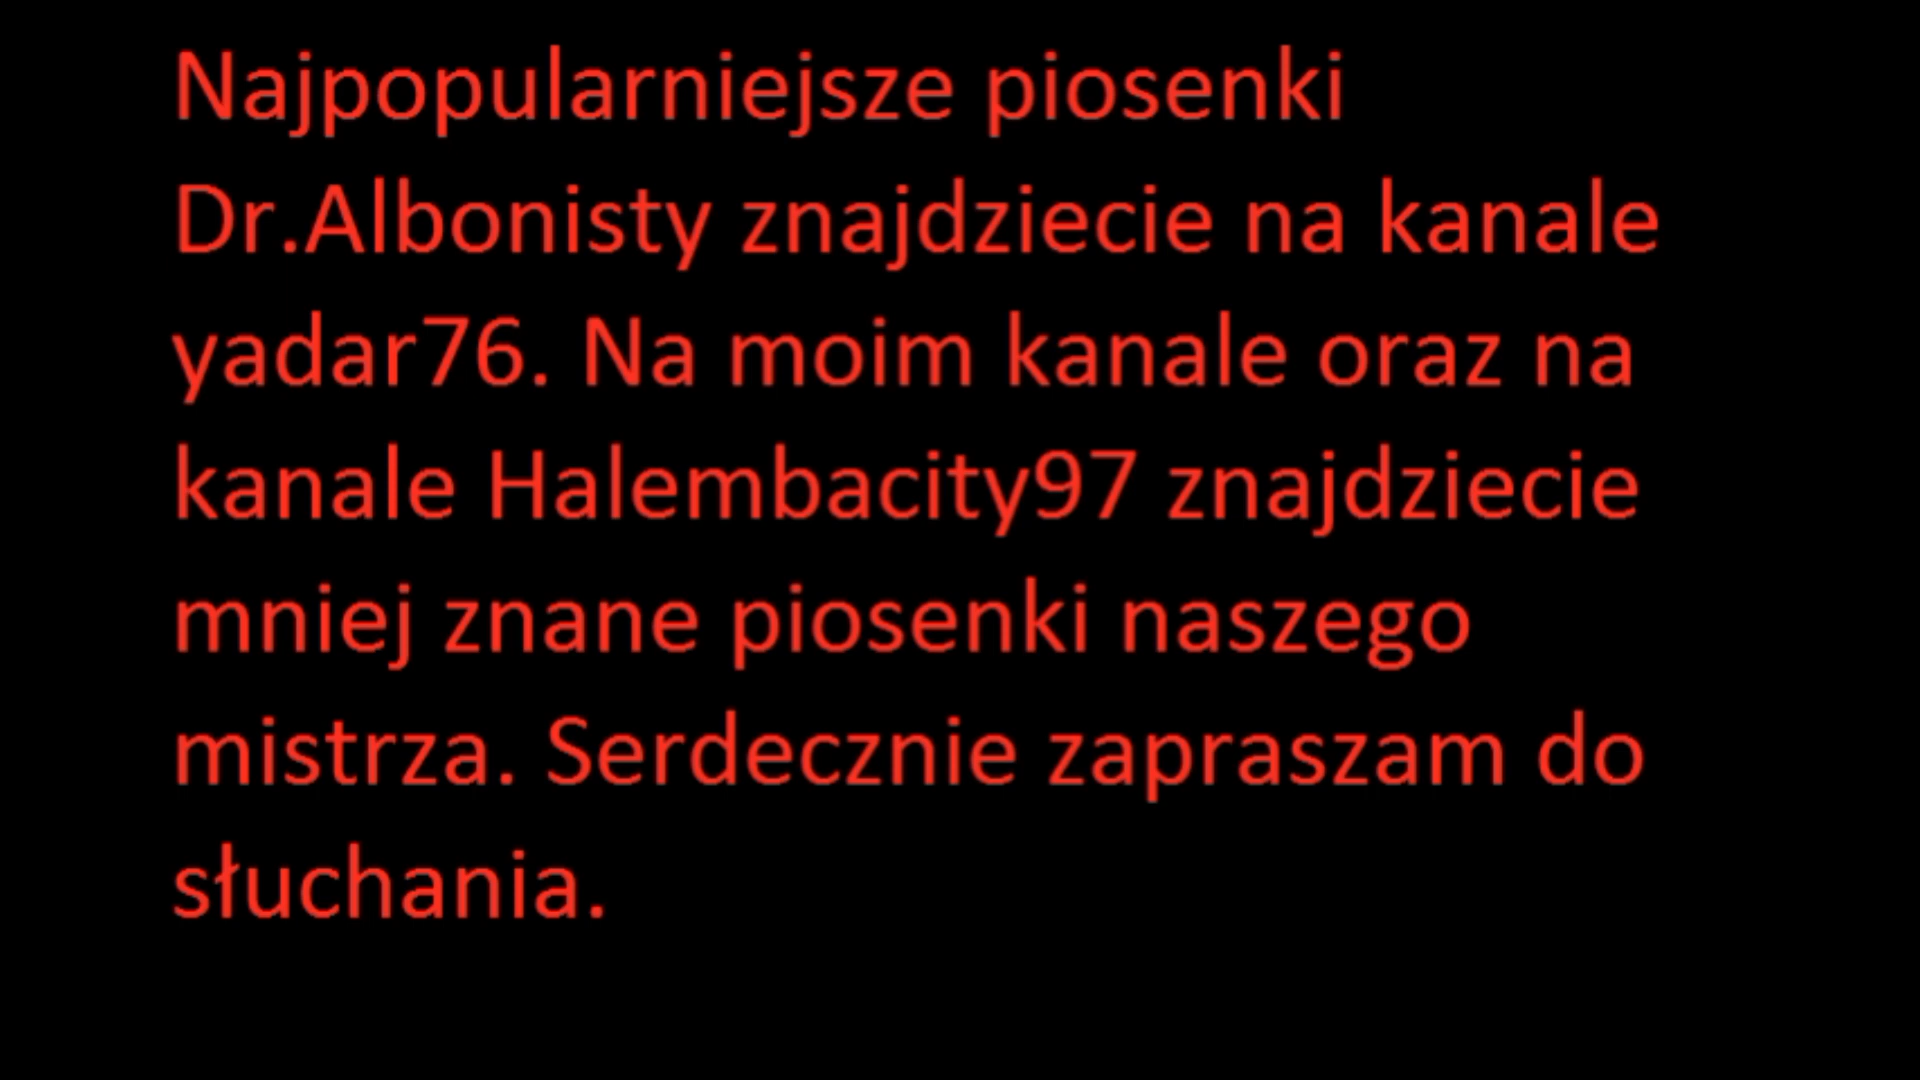 Najpopularniejsze piosenki
Dr.Albonisty znajdziecie na kanale
yadar76. Na moim kanale oraz na
kanale Halembacity97 znajdziecie
mniej znane piosenki naszego
mistrza. Serdecznie zapraszam do
słuchania.